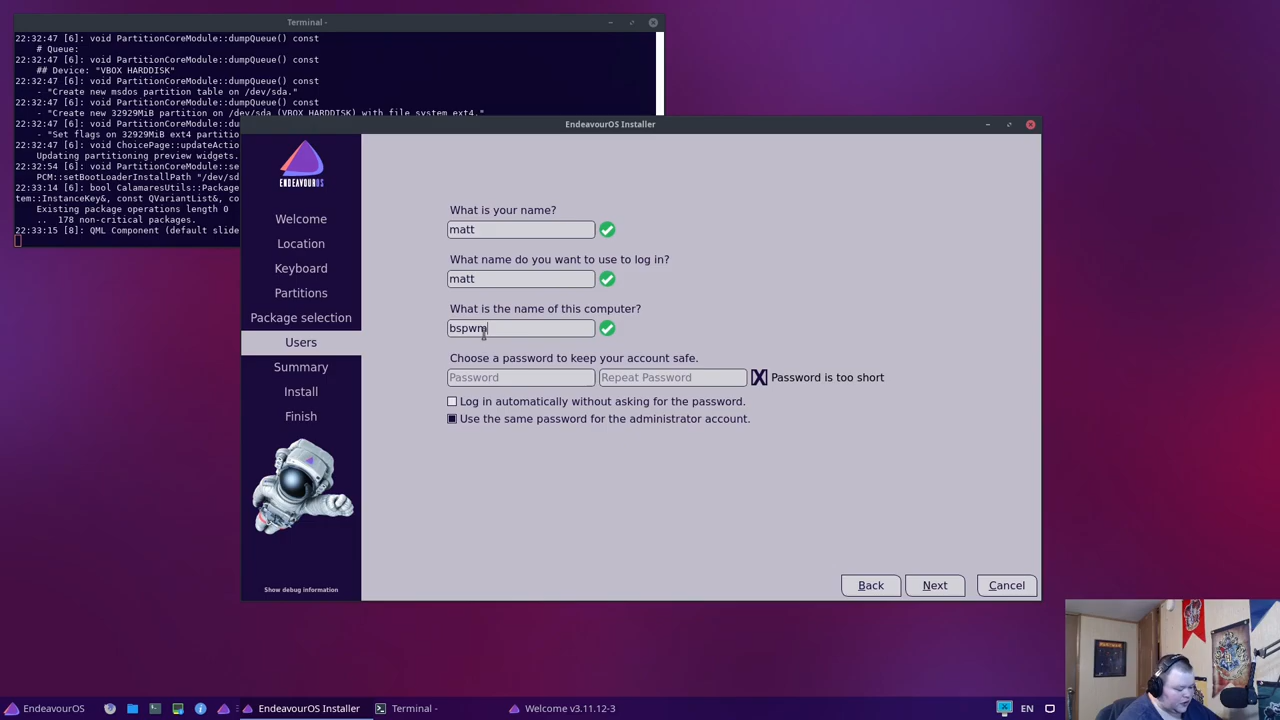 Terminal -
22:32:47 [6]: void PartitionCoreModule::dumpQueue() const
# Queue:
22:32:47 [6]: void PartitionCoreModule::dumpQueue() const
## Device: "VBOX HARDDISK"
22:32:47 [6]: void PartitionCoreModule::dumpQueue() const
- "Create new msdos partition table on /dev/sda."
22:32:47 [6]: void PartitionCoreModule::dumpQueue() const
- "Create new 32929MiB partition on /dev/sda (VBOX HARDDISK) with file system ext4."
22:32:47 [6]: void Partition
- "Set flags on 32929MiB ext4 partitio
22:32:47 [6]: void ChoicePage::updateActio
Updating partitioning preview widgets.
22:32:54 [6]: void PartitionCoreModule::se
PCM::setBootLoaderInstallPath "/dev/sd
22:33:14 [6]: bool CalamaresUtils::Package
tem::InstanceKey&, const QVariantList&, co
Existing package operations length 0
.. 178 non-critical packages.
22:33:15 [8]: QML Component (default slide
EndeavourOS Installer
ENDEAVOUROS
Welcome
Location
Keyboard
Partitions
Package selection
Users
Summary
Install
Finish
Show debug information
What is your name?
matt
What name do you want to use to log in?
matt
What is the name of this computer?
bspwm
Choose a password to keep your account safe.
Password
Repeat Password
Password is too short
Log in automatically without asking for the password.
Use the same password for the administrator account.
Back
Next
Cancel
EndeavourOS
EndeavourOS Installer
Terminal -
Welcome v3.11.12-3
EN